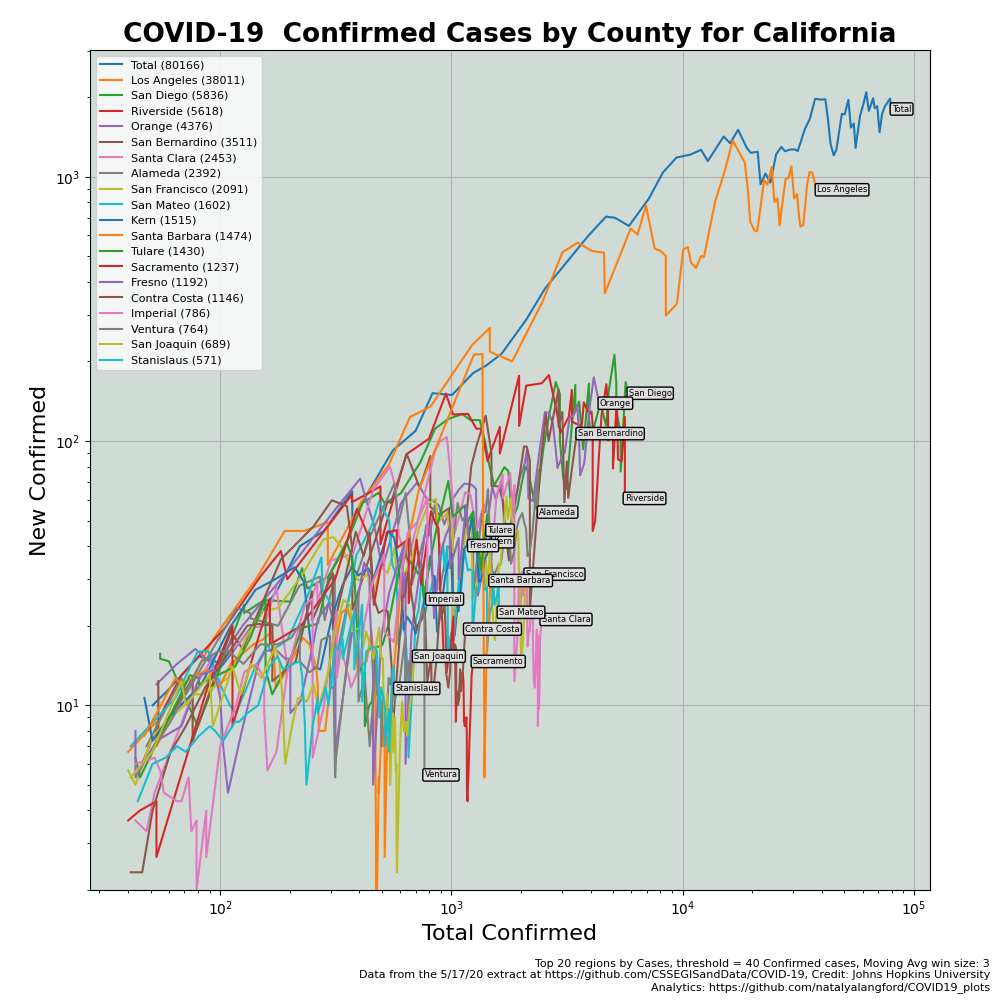 COVID-19  Confirmed Cases by County for California
Total (80166)
Los Angeles (38011)
San Diego (5836)
Riverside (5618)
Orange (4376)
San Bernardino (3511)
Santa Clara (2453)
Alameda (2392)
San Francisco (2091)
San Mateo (1602)
Kern (1515)
Santa Barbara (1474)
Tulare (1430)
Sacramento (1237)
Fresno (1192)
Contra Costa (1146)
Imperial (786)
Ventura (764)
San Joaquin (689)
Stanislaus (571)
Total
Los Angeles
San Diego
Orange
San Bernardino
Riverside
Alameda
Tulare
Kern
Fresno
San Francisco
Santa Barbara
Imperial
San Mateo
Santa Clara
Contra Costa
San Joaquin
Sacramento
Stanislaus
Ventura
10³
10²
10¹
New Confirmed
10² 10³ 10⁴ 10⁵
Total Confirmed
Top 20 regions by Cases, threshold = 40 Confirmed cases, Moving Avg win size: 3
Data from the 5/17/20 extract at https://github.com/CSSEGISandData/COVID-19, Credit: Johns Hopkins University
Analytics: https://github.com/natalyalangford/COVID19_plots